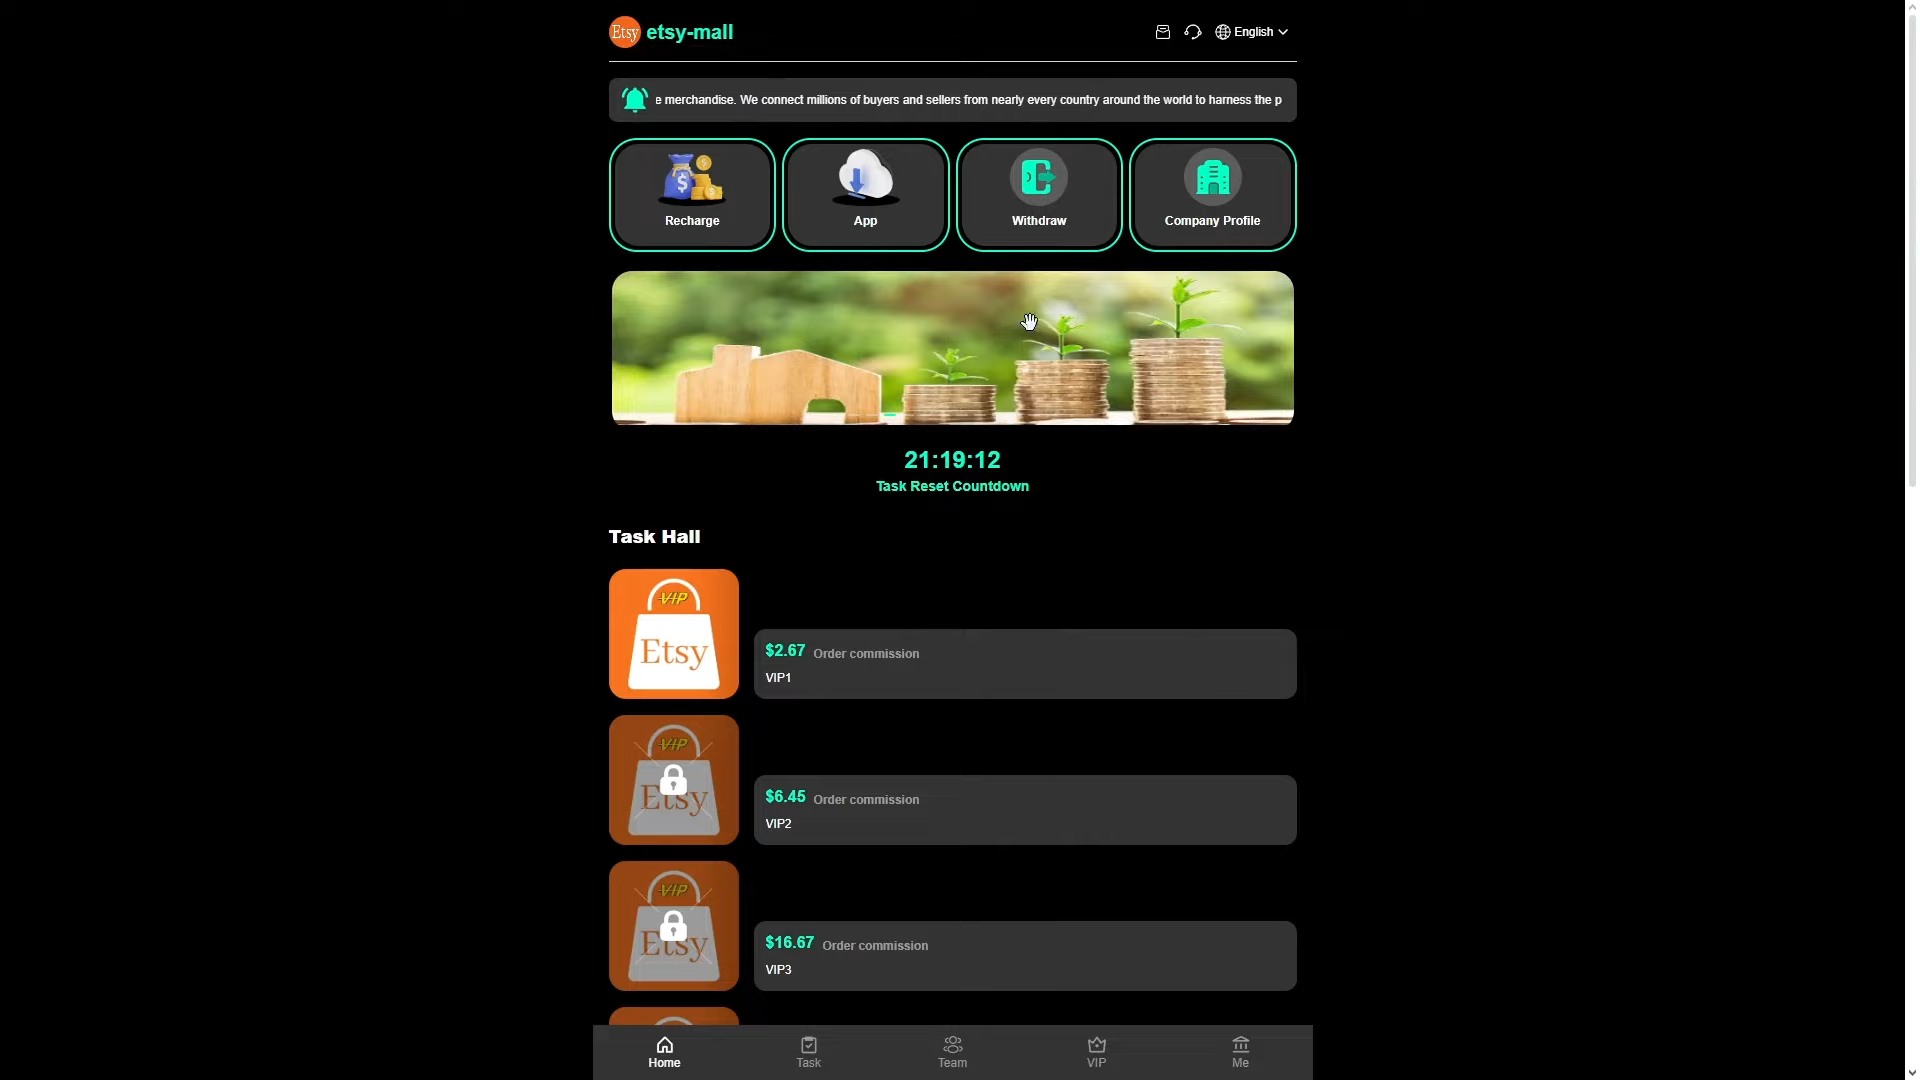 Etsy etsy-mall
English
e merchandise. We connect millions of buyers and sellers from nearly every country around the world to harness the p
Recharge
App
Withdraw
Company Profile
21:19:12
Task Reset Countdown
Task Hall
VIP
Etsy
$2.67 Order commission
VIP1
VIP
Etsy
$6.45 Order commission
VIP2
VIP
Etsy
$16.67 Order commission
VIP3
Home
Task
Team
VIP
Me